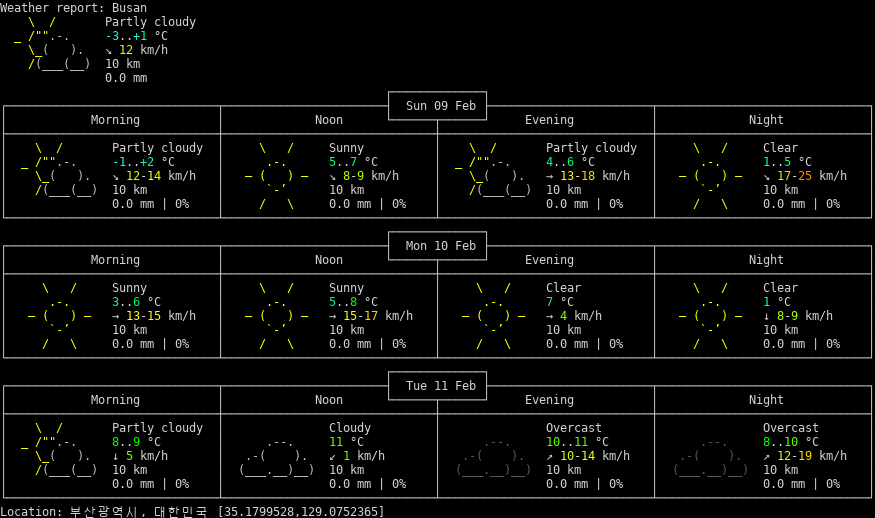 Weather report: Busan
Partly cloudy
-3..+1 °C
↘ 12 km/h
10 km
0.0 mm
Sun 09 Feb
Morning Noon Evening Night
Partly cloudy Sunny Partly cloudy Clear
-1..+2 °C 5..7 °C 4..6 °C 1..5 °C
↘ 12-14 km/h ↘ 8-9 km/h → 13-18 km/h ↘ 17-25 km/h
10 km 10 km 10 km 10 km
0.0 mm | 0% 0.0 mm | 0% 0.0 mm | 0% 0.0 mm | 0%
Mon 10 Feb
Morning Noon Evening Night
Sunny Sunny Clear Clear
3..6 °C 5..8 °C 7 °C 1 °C
→ 13-15 km/h → 15-17 km/h → 4 km/h ↓ 8-9 km/h
10 km 10 km 10 km 10 km
0.0 mm | 0% 0.0 mm | 0% 0.0 mm | 0% 0.0 mm | 0%
Tue 11 Feb
Morning Noon Evening Night
Partly cloudy Cloudy Overcast Overcast
8..9 °C 11 °C 10..11 °C 8..10 °C
↓ 5 km/h ↙ 1 km/h ↗ 10-14 km/h ↗ 12-19 km/h
10 km 10 km 10 km 10 km
0.0 mm | 0% 0.0 mm | 0% 0.0 mm | 0% 0.0 mm | 0%
Location: 부산광역시, 대한민국 [35.1799528,129.0752365]